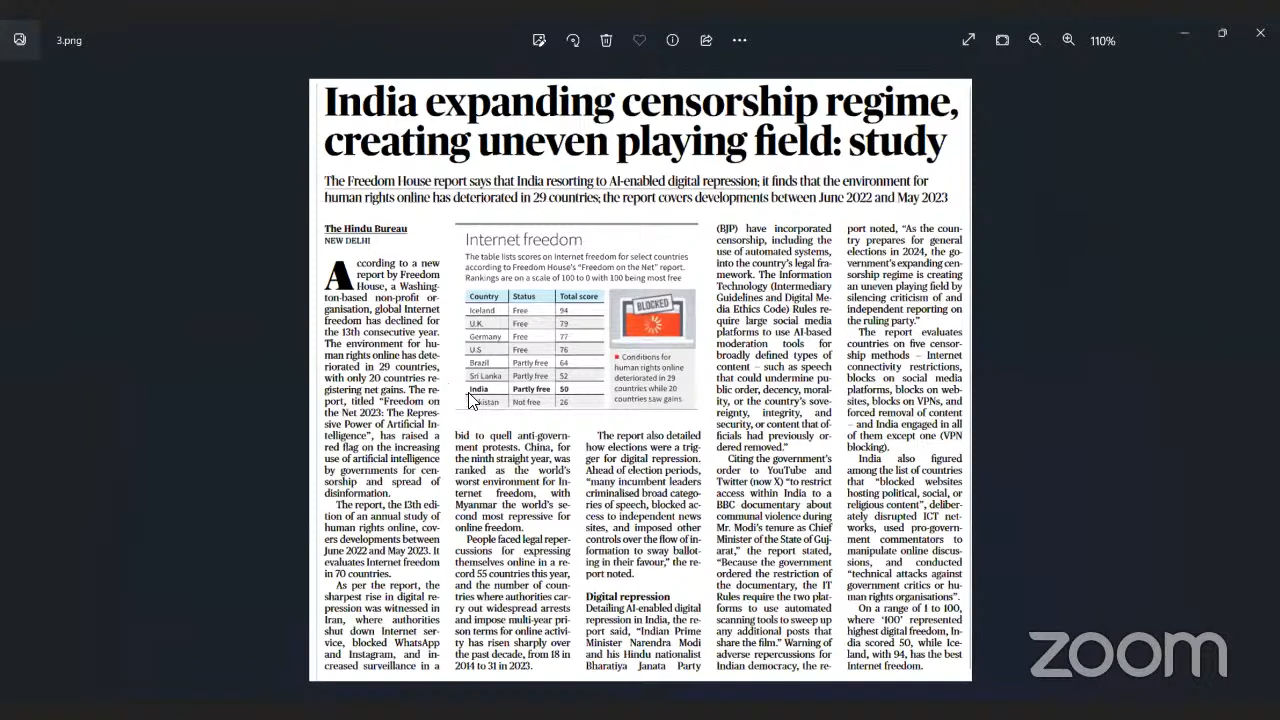 3.png
110%
India expanding censorship regime,
creating uneven playing field: study
The Freedom House report says that India resorting to AI-enabled digital repression; it finds that the environment for
human rights online has deteriorated in 29 countries; the report covers developments between June 2022 and May 2023
The Hindu Bureau
NEW DELHI
According to a new
report by Freedom
House, a Washing-
ton-based non-profit or-
ganisation, global Internet
freedom has declined for
the 13th consecutive year.
The environment for hu-
man rights online has dete-
riorated in 29 countries,
with only 20 countries re-
gistering net gains. The re-
port, titled “Freedom on
the Net 2023: The Repres-
sive Power of Artificial In-
telligence”, has raised a
red flag on the increasing
use of artificial intelligence
by governments for cen-
sorship and spread of
disinformation.
The report, the 13th edi-
tion of an annual study of
human rights online, cov-
ers developments between
June 2022 and May 2023. It
evaluates Internet freedom
in 70 countries.
As per the report, the
sharpest rise in digital re-
pression was witnessed in
Iran, where authorities
shut down Internet ser-
vice, blocked WhatsApp
and Instagram, and in-
creased surveillance in a
Internet freedom
The table lists scores on Internet freedom for select countries
according to Freedom House's “Freedom on the Net” report.
Rankings are on a scale of 100 to 0 with 100 being most free
Country Status Total score
Iceland Free 94
U.K. Free 79
Germany Free 77
U.S Free 76
Brazil Partly free 64
Sri Lanka Partly free 52
India Partly free 50
kistan Not free 26
BLOCKED
Conditions for
human rights online
deteriorated in 29
countries while 20
countries saw gains
bid to quell anti-govern-
ment protests. China, for
the ninth straight year, was
ranked as the world's
worst environment for In-
ternet freedom, with
Myanmar the world's se-
cond most repressive for
online freedom.
People faced legal reper-
cussions for expressing
themselves online in a re-
cord 55 countries this year,
and the number of coun-
tries where authorities car-
ry out widespread arrests
and impose multi-year pri-
son terms for online activi-
ty has risen sharply over
the past decade, from 18 in
2014 to 31 in 2023.
The report also detailed
how elections were a trig-
ger for digital repression.
Ahead of election periods,
“many incumbent leaders
criminalised broad catego-
ries of speech, blocked ac-
cess to independent news
sites, and imposed other
controls over the flow of in-
formation to sway ballot-
ing in their favour,” the re-
port noted.
Digital repression
Detailing AI-enabled digital
repression in India, the re-
port said, “Indian Prime
Minister Narendra Modi
and his Hindu nationalist
Bharatiya Janata Party
(BJP) have incorporated
censorship, including the
use of automated systems,
into the country's legal fra-
mework. The Information
Technology (Intermediary
Guidelines and Digital Me-
dia Ethics Code) Rules re-
quire large social media
platforms to use AI-based
moderation tools for
broadly defined types of
content – such as speech
that could undermine pu-
blic order, decency, moral-
ity, or the country's sove-
reignty, integrity, and
security, or content that of-
ficials had previously or-
dered removed.”
Citing the government's
order to YouTube and
Twitter (now X) “to restrict
access within India to a
BBC documentary about
communal violence during
Mr. Modi's tenure as Chief
Minister of the State of Guj-
arat,” the report stated,
“Because the government
ordered the restriction of
the documentary, the IT
Rules require the two plat-
forms to use automated
scanning tools to sweep up
any additional posts that
share the film.” Warning of
adverse repercussions for
Indian democracy, the re-
port noted, “As the coun-
try prepares for general
elections in 2024, the go-
vernment's expanding cen-
sorship regime is creating
an uneven playing field by
silencing criticism of and
independent reporting on
the ruling party.”
The report evaluates
countries on five censor-
ship methods – Internet
connectivity restrictions,
blocks on social media
platforms, blocks on web-
sites, blocks on VPNs, and
forced removal of content
– and India engaged in all
of them except one (VPN
blocking).
India also figured
among the list of countries
that “blocked websites
hosting political, social, or
religious content”, deliber-
ately disrupted ICT net-
works, used pro-govern-
ment commentators to
manipulate online discus-
sions, and conducted
“technical attacks against
government critics or hu-
man rights organisations”.
On a range of 1 to 100,
where ‘100’ represented
highest digital freedom, In-
dia scored 50, while Ice-
land, with 94, has the best
Internet freedom.
zoom